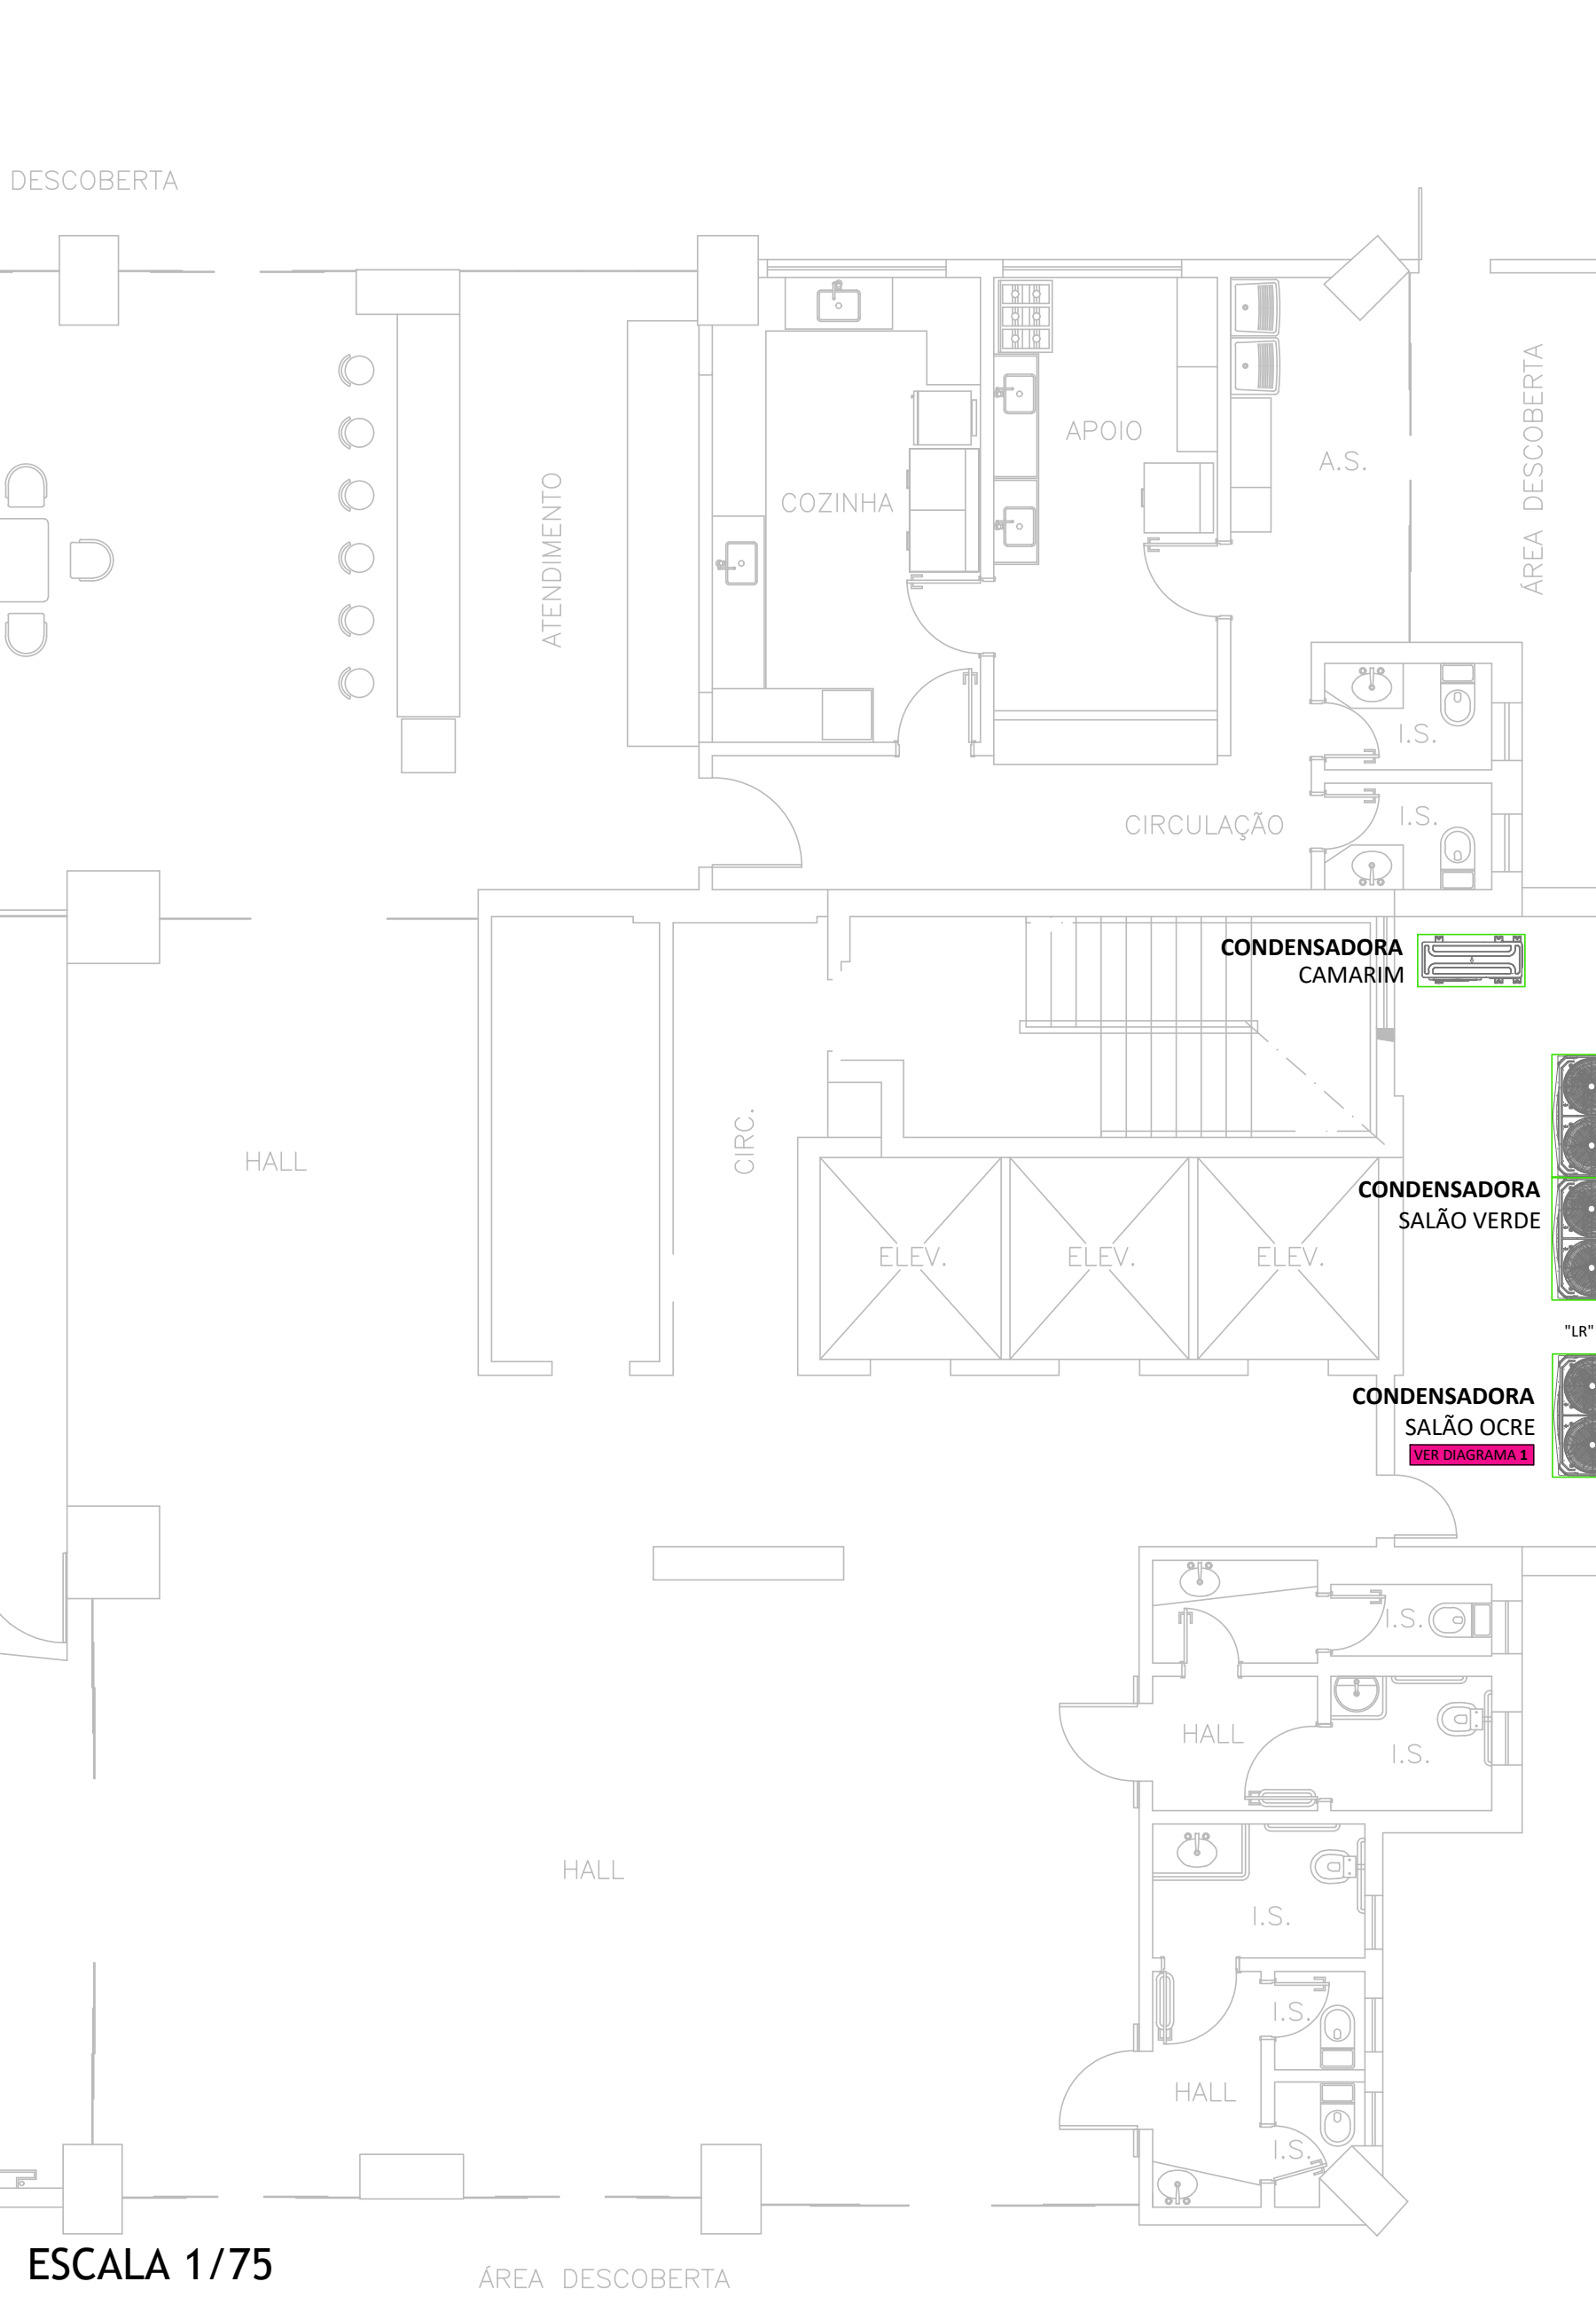 DESCOBERTA
ÁREA DESCOBERTA
APOIO
A.S.
COZINHA
ATENDIMENTO
I.S.
I.S.
CIRCULAÇÃO
CONDENSADORA
CAMARIM
CIRC.
HALL
CONDENSADORA
SALÃO VERDE
ELEV.
ELEV.
ELEV.
"LR"
CONDENSADORA
SALÃO OCRE
VER DIAGRAMA 1
I.S.
HALL
I.S.
HALL
I.S.
I.S.
HALL
I.S.
ESCALA 1/75
ÁREA DESCOBERTA